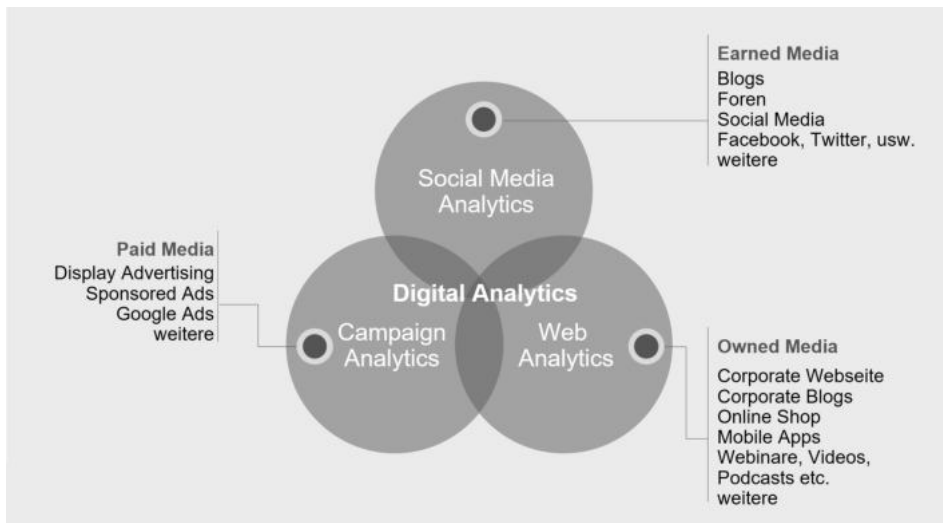 Earned Media
Blogs
Foren
Social Media
Facebook, Twitter, usw.
weitere
Social Media
Analytics
Paid Media
Display Advertising
Sponsored Ads
Google Ads
weitere
Digital Analytics
Campaign
Analytics
Web
Analytics
Owned Media
Corporate Webseite
Corporate Blogs
Online Shop
Mobile Apps
Webinare, Videos,
Podcasts etc.
weitere